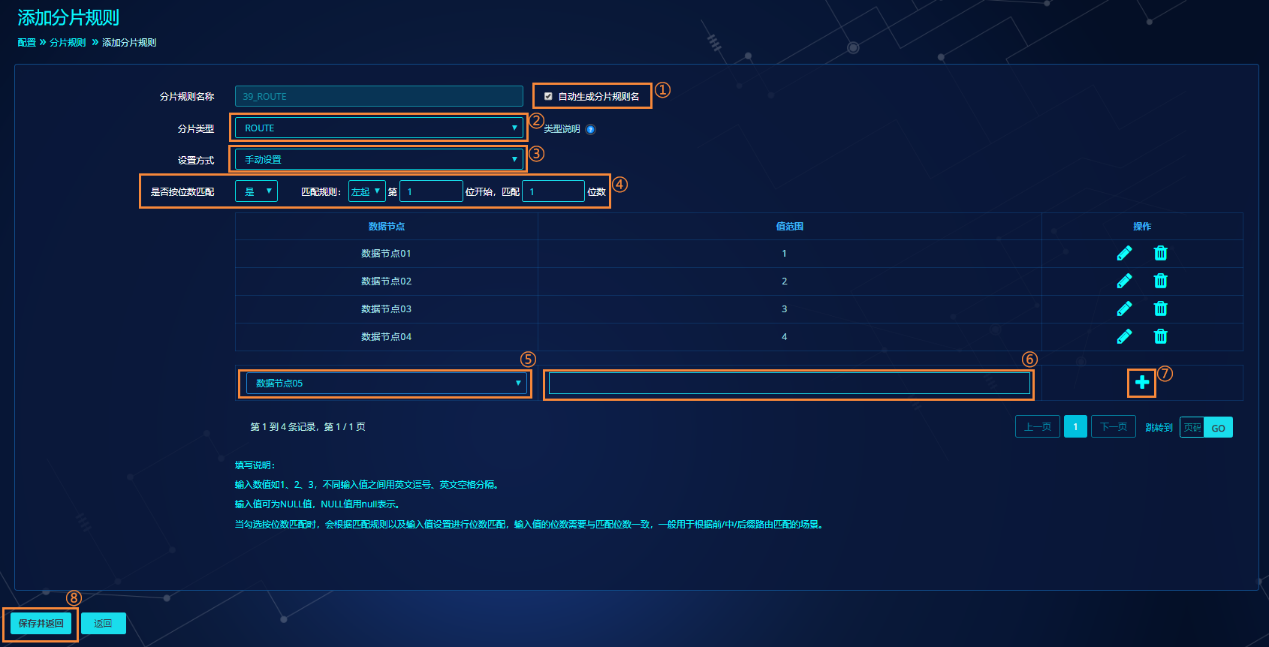 添加分片规则
配置 » 分片规则 » 添加分片规则
分片规则名称 39_ROUTE 自动生成分片规则名 ①
分片类型 ROUTE ② 类型说明 ?
设置方式 手动设置 ③
是否按位数匹配 是 匹配规则: 左起 第 1 位开始, 匹配 1 位数 ④
数据节点 值范围 操作
数据节点01 1
数据节点02 2
数据节点03 3
数据节点04 4
⑤ ⑥
数据节点05 ⑦
第 1 到 4 条记录，第 1 / 1 页 上一页 1 下一页 跳转到 页码 GO
填写说明：
输入数值如1、2、3，不同输入值之间用英文逗号、英文空格分隔。
输入值可为NULL值，NULL值用null表示。
当勾选按位数匹配时，会根据匹配规则以及输入值设置进行位数匹配，输入值的位数需要与匹配位数一致，一般用于根据前/中/后缀路由匹配的场景。
⑧
保存并返回 返回